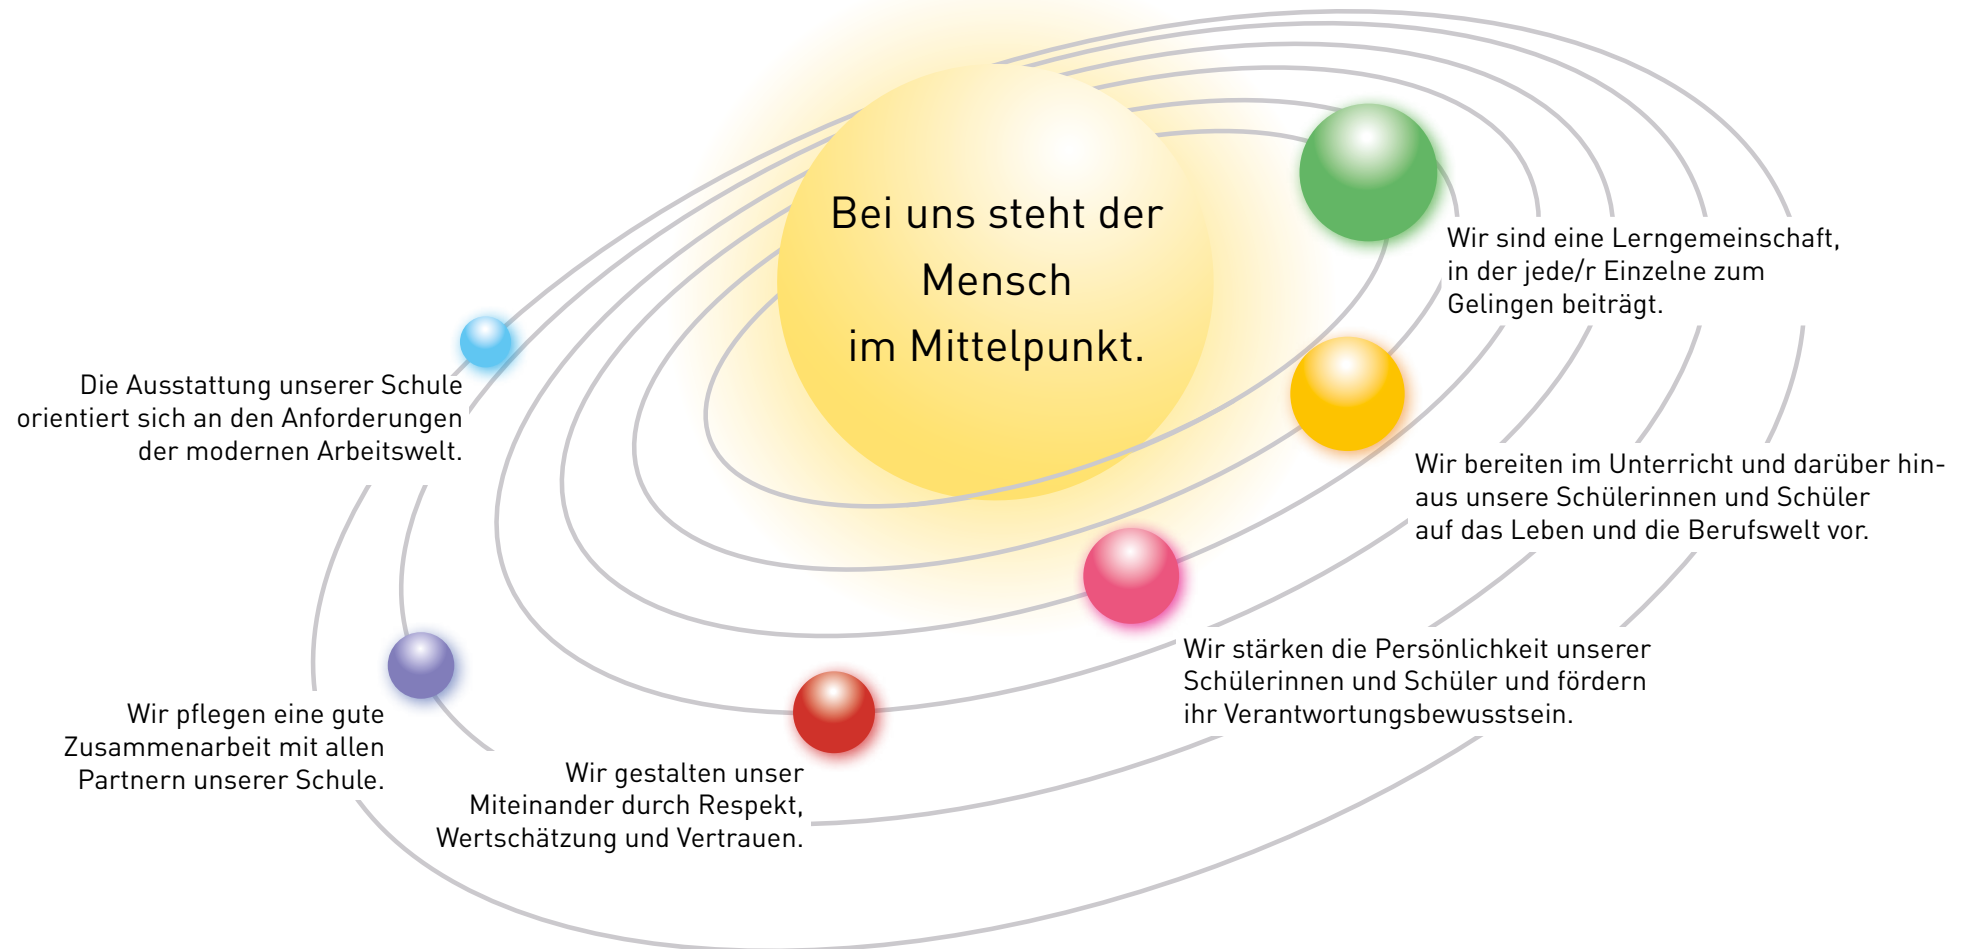 Bei uns steht der
Mensch
im Mittelpunkt.
Wir sind eine Lerngemeinschaft,
in der jede/r Einzelne zum
Gelingen beiträgt.
Wir bereiten im Unterricht und darüber hin-
aus unsere Schülerinnen und Schüler
auf das Leben und die Berufswelt vor.
Wir stärken die Persönlichkeit unserer
Schülerinnen und Schüler und fördern
ihr Verantwortungsbewusstsein.
Wir gestalten unser
Miteinander durch Respekt,
Wertschätzung und Vertrauen.
Wir pflegen eine gute
Zusammenarbeit mit allen
Partnern unserer Schule.
Die Ausstattung unserer Schule
orientiert sich an den Anforderungen
der modernen Arbeitswelt.